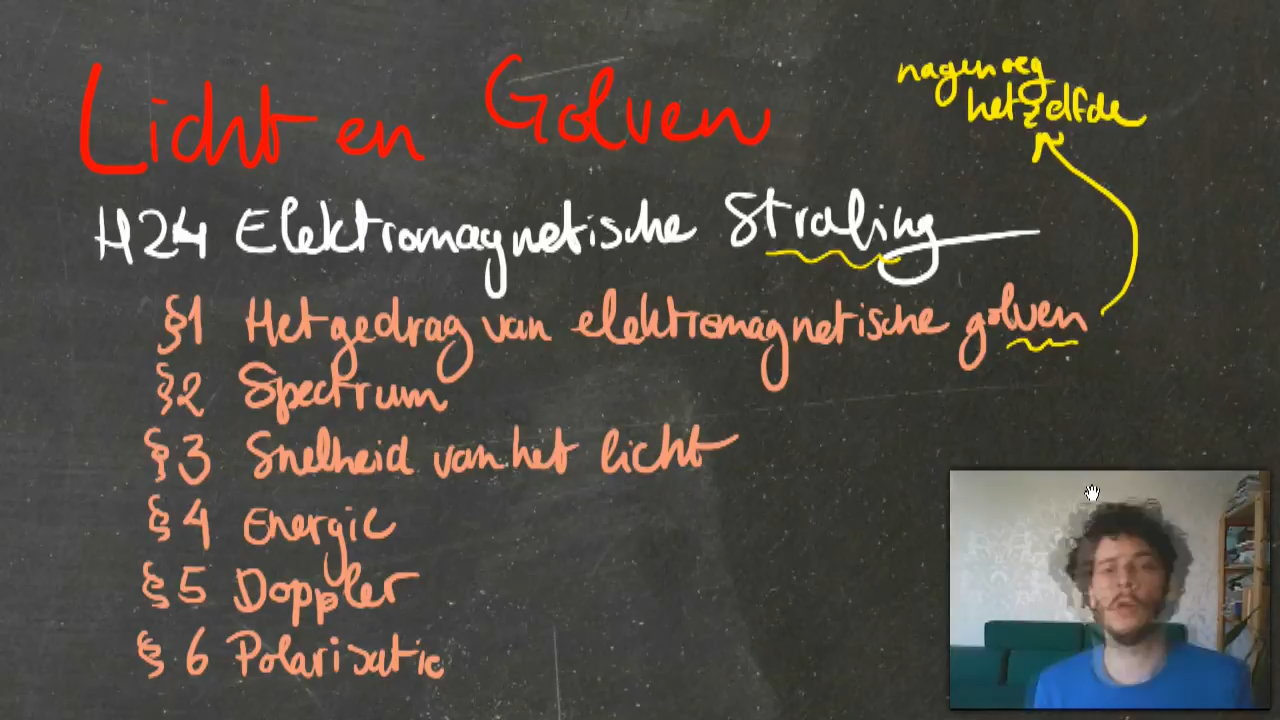 Licht en Golven
nagenoeg
hetzelfde
H24 Elektromagnetische Straling
§1 Het gedrag van elektromagnetische golven
§2 Spectrum
§3 Snelheid van het licht
§4 Energie
§5 Doppler
§6 Polarisatie